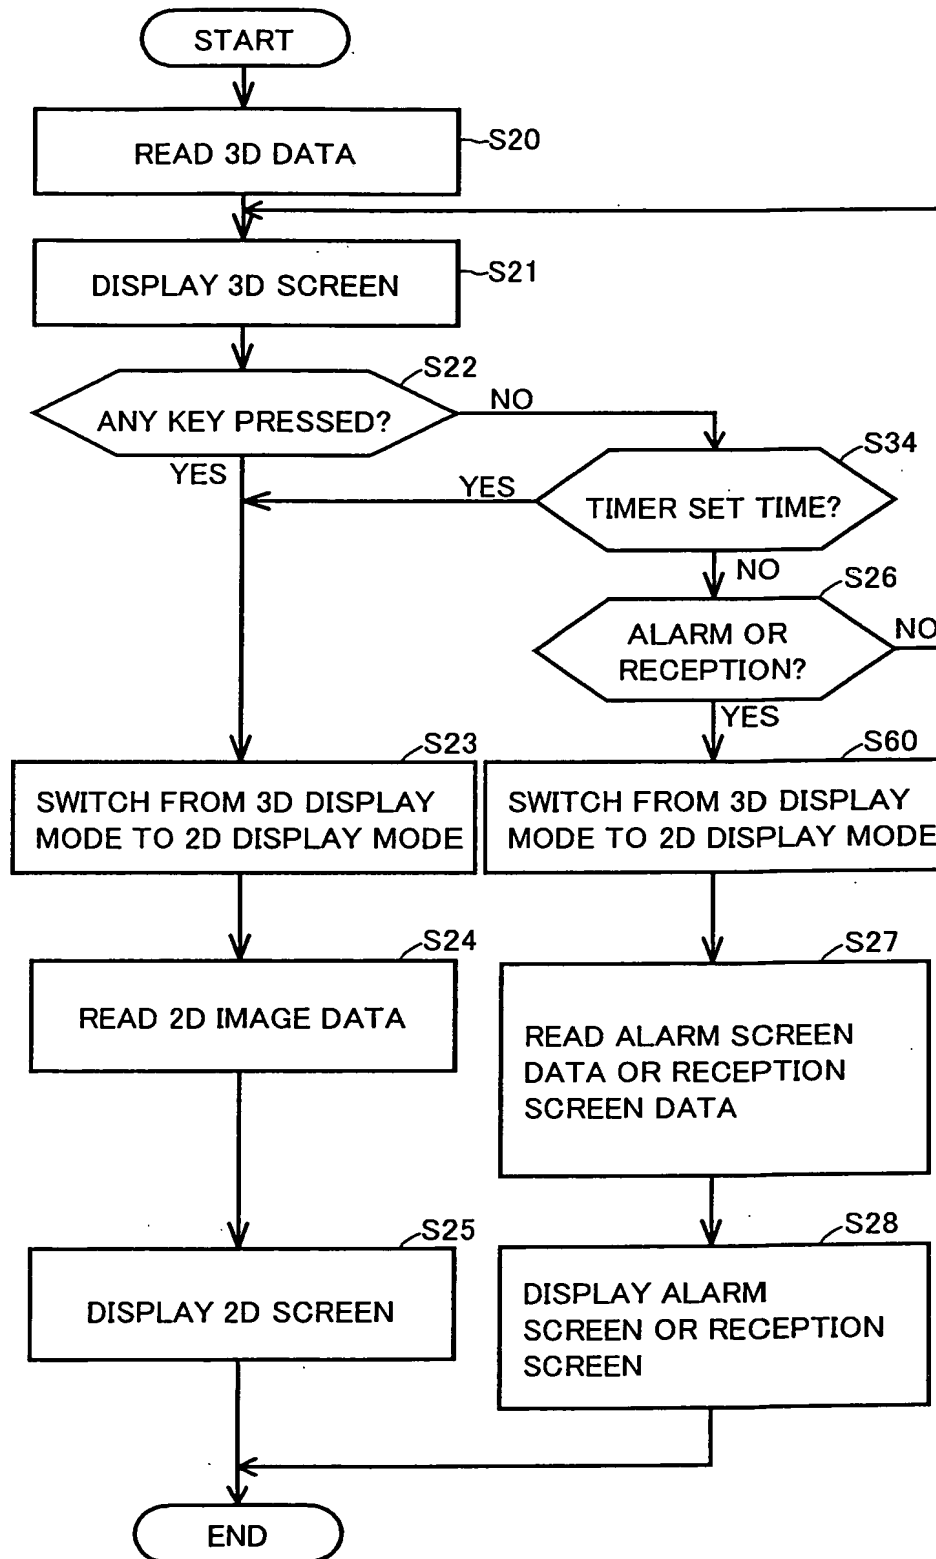 START
READ 3D DATA
S20
DISPLAY 3D SCREEN
S21
S22
ANY KEY PRESSED?
NO
YES
S34
TIMER SET TIME?
YES
NO
S26
ALARM OR
RECEPTION?
NO
YES
S23
SWITCH FROM 3D DISPLAY
MODE TO 2D DISPLAY MODE
S60
SWITCH FROM 3D DISPLAY
MODE TO 2D DISPLAY MODE
S24
READ 2D IMAGE DATA
S27
READ ALARM SCREEN
DATA OR RECEPTION
SCREEN DATA
S25
DISPLAY 2D SCREEN
S28
DISPLAY ALARM
SCREEN OR RECEPTION
SCREEN
END